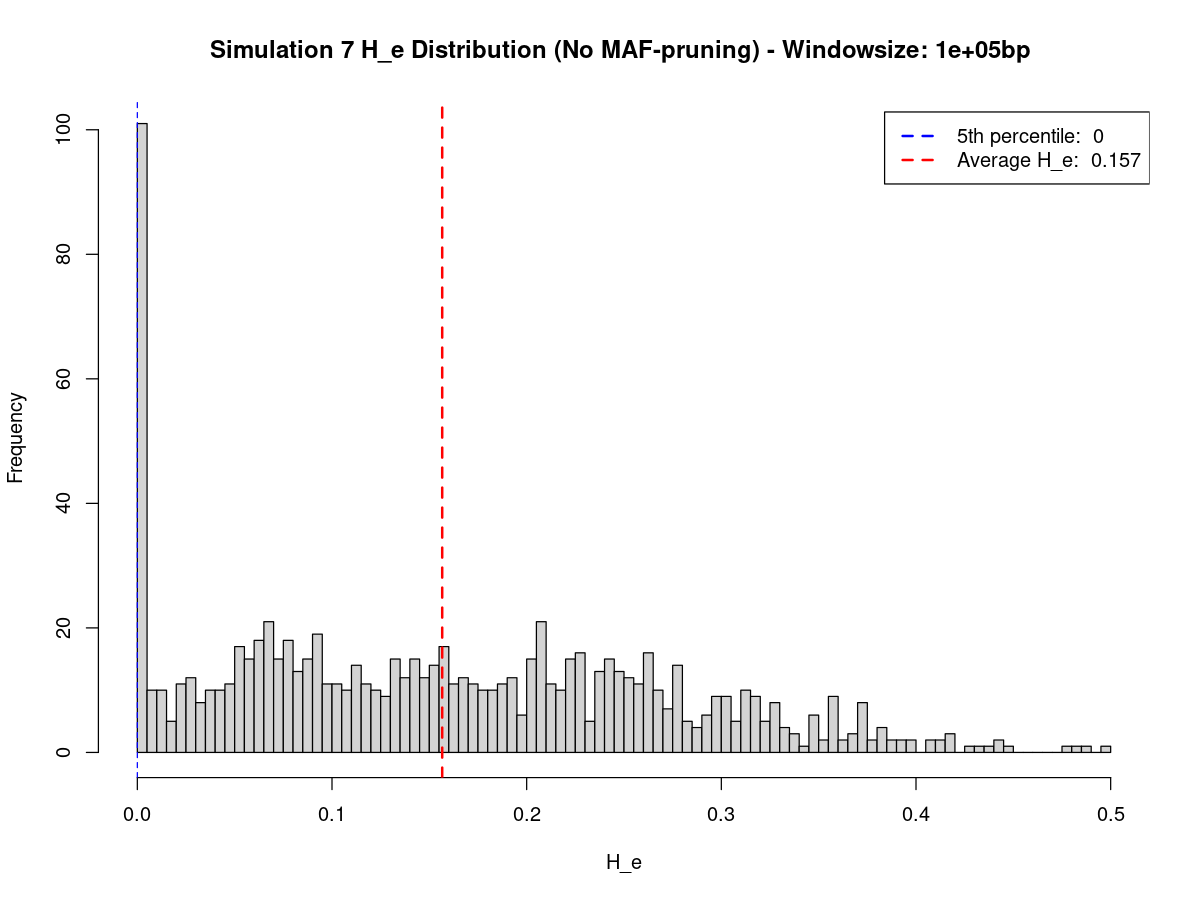 Simulation 7 H_e Distribution (No MAF-pruning) - Windowsize: 1e+05bp
5th percentile:  0
Average H_e:  0.157
Frequency
100
80
60
40
20
0
0.0 0.1 0.2 0.3 0.4 0.5
H_e